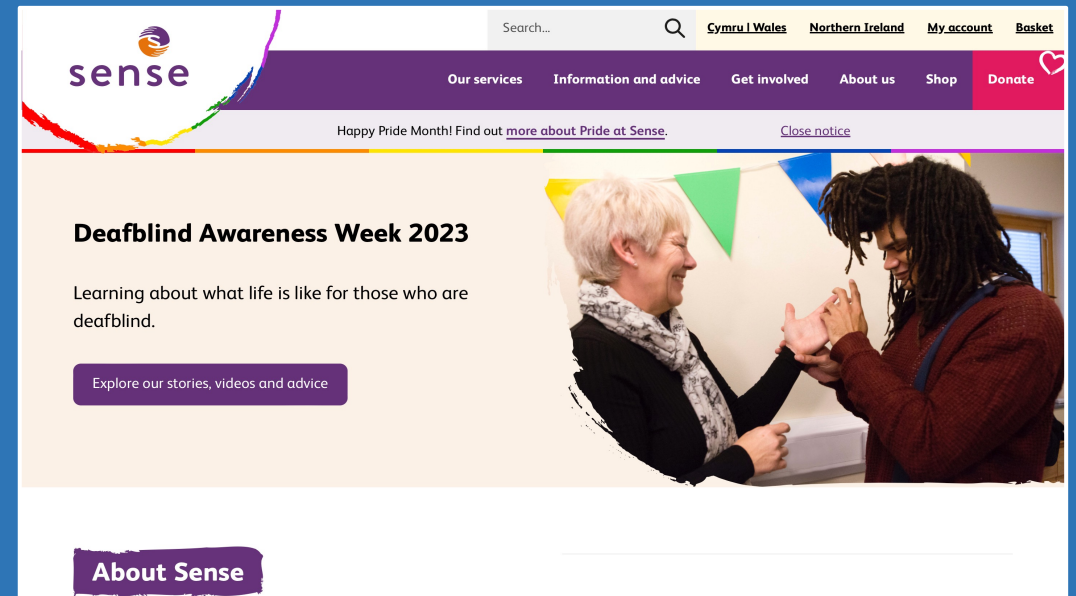 sense
Search...
Cymru | Wales
Northern Ireland
My account
Basket
Our services
Information and advice
Get involved
About us
Shop
Donate
Happy Pride Month! Find out more about Pride at Sense.
Close notice
Deafblind Awareness Week 2023
Learning about what life is like for those who are
deafblind.
Explore our stories, videos and advice
About Sense